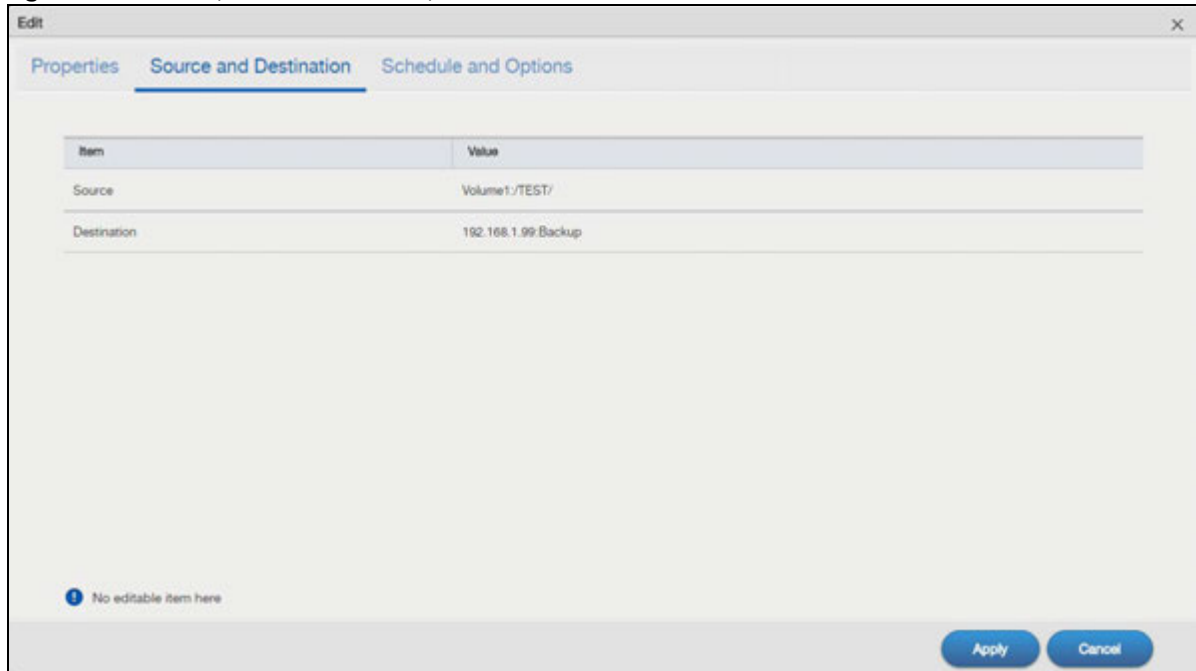 Edit
Properties Source and Destination Schedule and Options
Item Value
Source Volume1:/TEST/
Destination 192.168.1.99:Backup
No editable item here
Apply Cancel